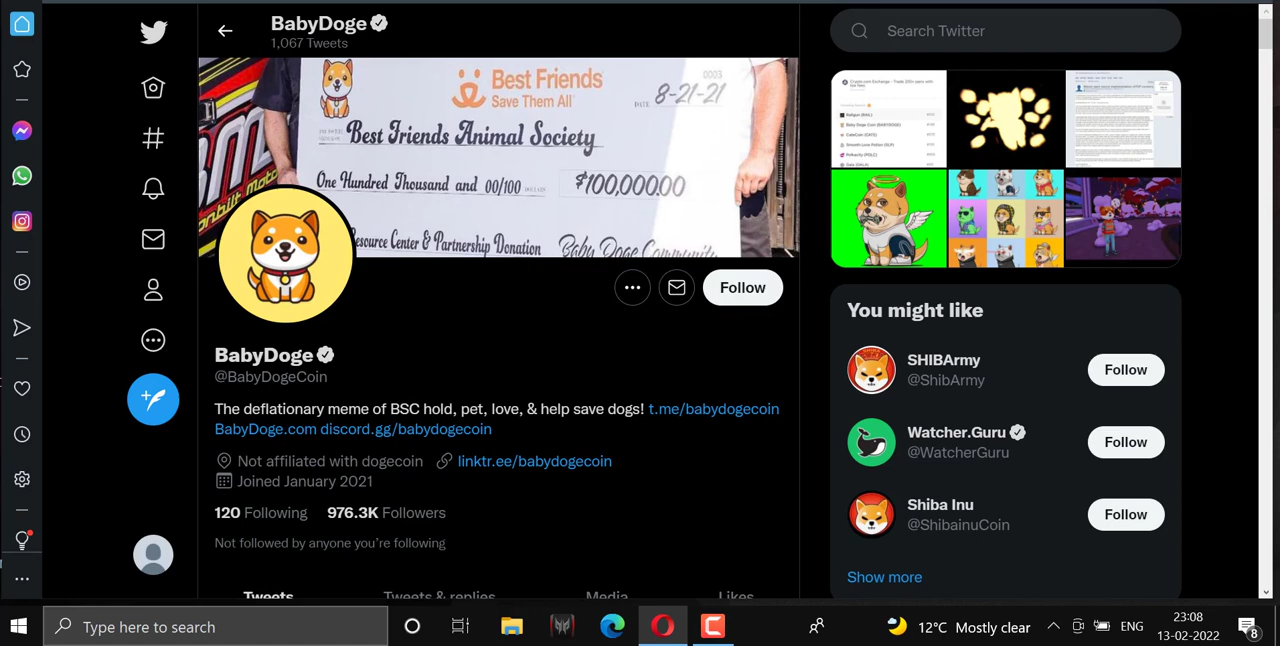 BabyDoge
1,067 Tweets
Search Twitter
Best Friends
Save Them All
0003
DATE 8-21-21
Best Friends Animal Society
One Hundred Thousand and 00/100
$100,000.00
Resource Center & Partnership Donation
Baby Doge Community
Follow
BabyDoge
@BabyDogeCoin
The deflationary meme of BSC hold, pet, love, & help save dogs! t.me/babydogecoin
BabyDoge.com discord.gg/babydogecoin
Not affiliated with dogecoin linktr.ee/babydogecoin
Joined January 2021
120 Following 976.3K Followers
Not followed by anyone you're following
Tweets Tweets & replies Media Likes
You might like
SHIBArmy
@ShibArmy
Follow
Watcher.Guru
@WatcherGuru
Follow
Shiba Inu
@ShibainuCoin
Follow
Show more
Type here to search
12°C Mostly clear
ENG
23:08
13-02-2022
8